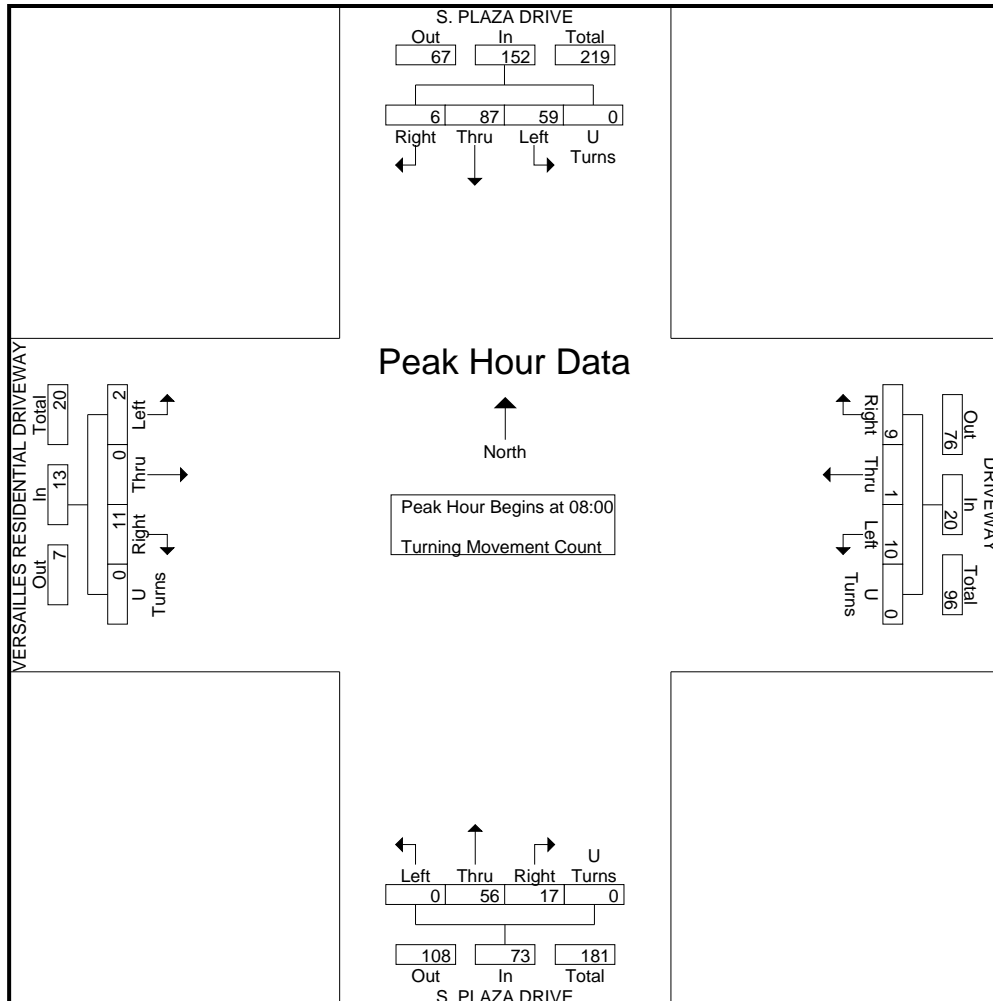 S. PLAZA DRIVE
Out In Total
67 152 219
6 87 59 0
Right Thru Left U
Turns
Peak Hour Data
North
Peak Hour Begins at 08:00
Turning Movement Count
VERSAILLES RESIDENTIAL DRIVEWAY
Total In Out
20 13 7
2 0 11 0
Left Thru Right U
Turns
DRIVEWAY
Out In Total
76 20 96
9 1 10 0
Right Thru Left U
Turns
U
Left Thru Right Turns
0 56 17 0
108 73 181
Out In Total
S. PLAZA DRIVE